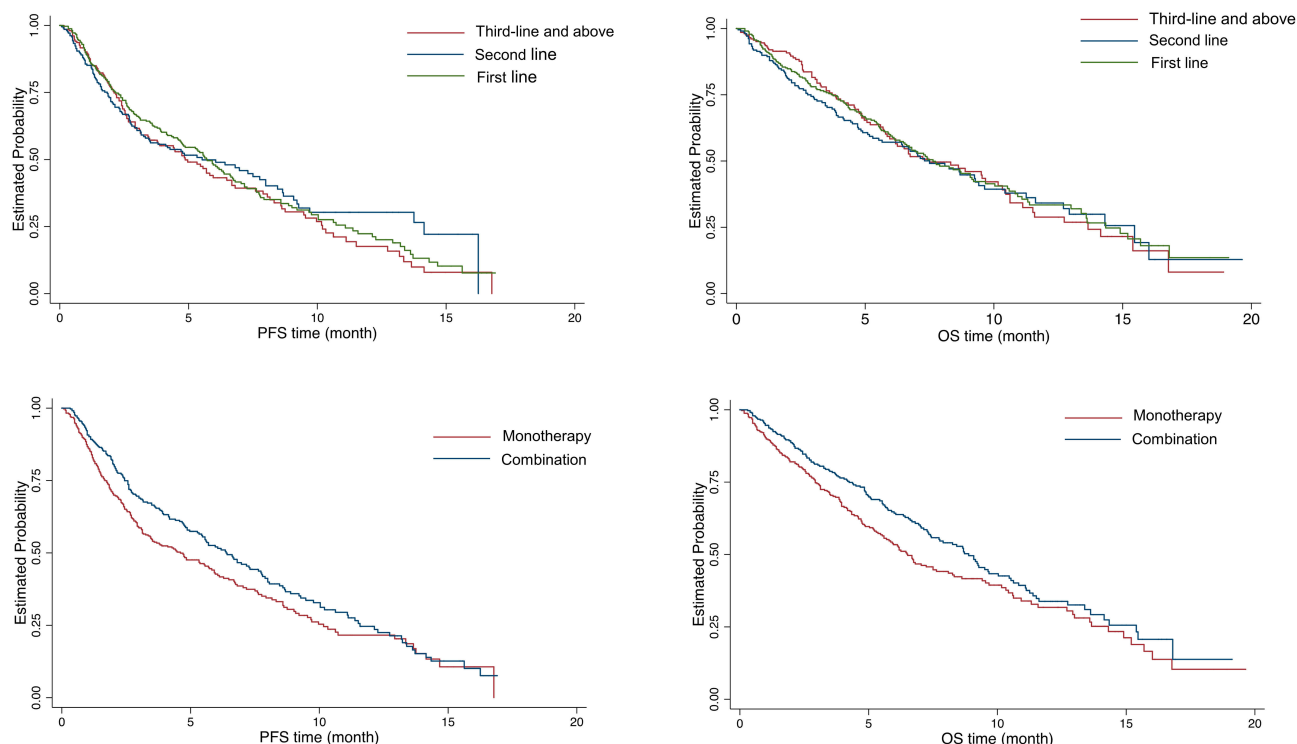 1.00
0.75
0.50
0.25
0.00
Estimated Probability
Third-line and above
Second line
First line
0 5 10 15 20
PFS time (month)
1.00
0.75
0.50
0.25
0.00
Estimated Proability
Third-line and above
Second line
First line
0 5 10 15 20
OS time (month)
1.00
0.75
0.50
0.25
0.00
Estimated Probability
Monotherapy
Combination
0 5 10 15 20
PFS time (month)
1.00
0.75
0.50
0.25
0.00
Estimated Probability
Monotherapy
Combination
0 5 10 15 20
OS time (month)